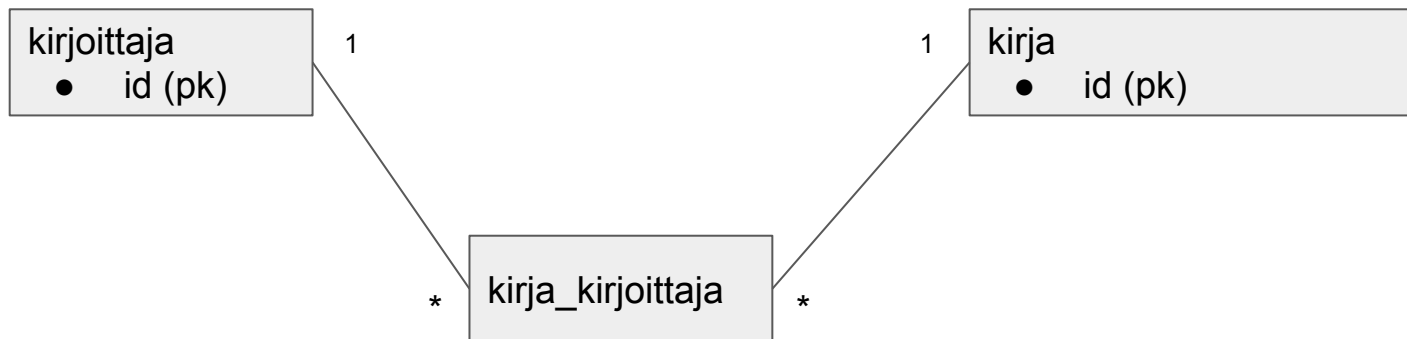 kirjoittaja
● id (pk)
1
1
kirja
● id (pk)
kirja_kirjoittaja
*
*